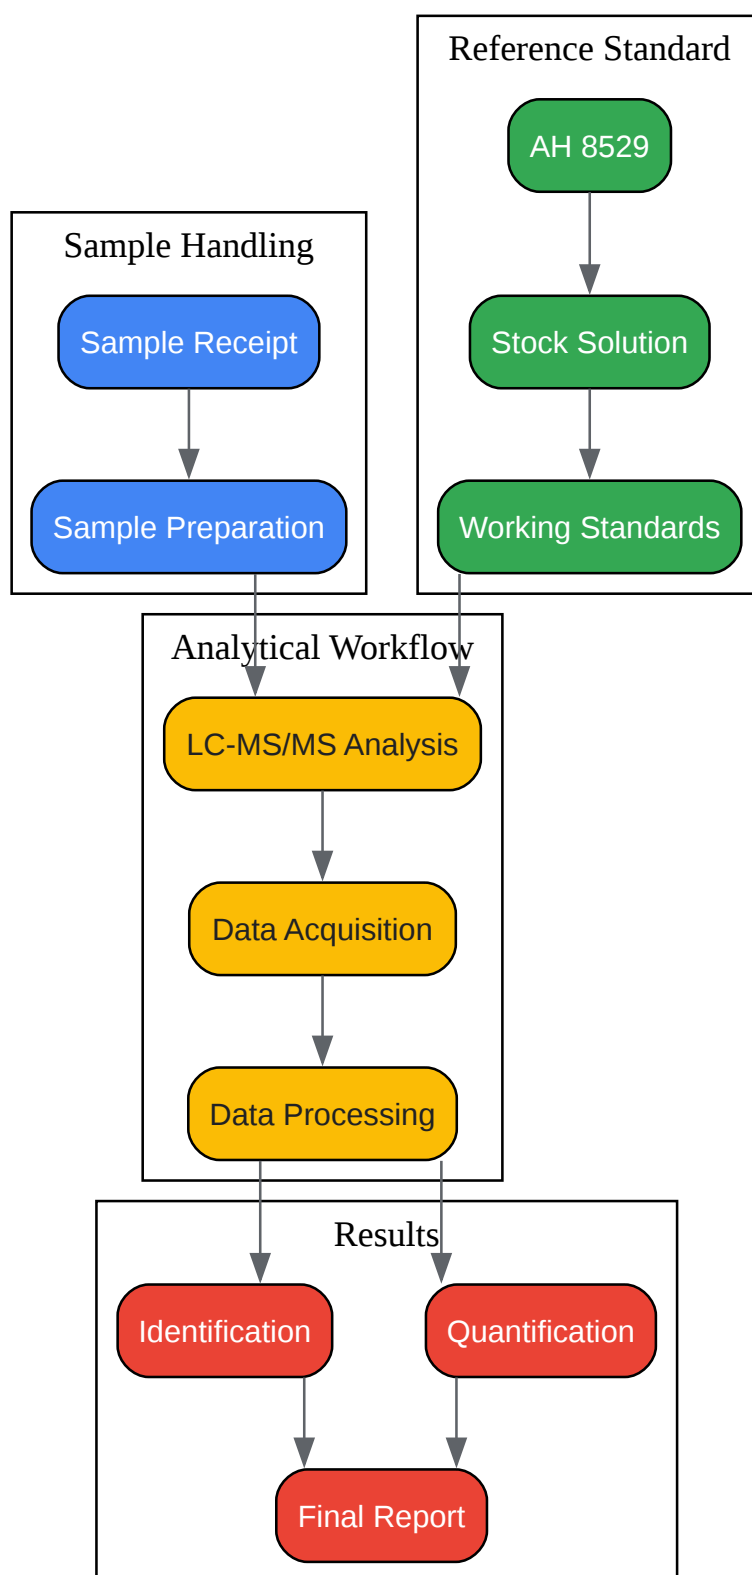 Reference Standard
AH 8529
Sample Handling
Sample Receipt
Stock Solution
Sample Preparation
Working Standards
Analytical Workflow
LC-MS/MS Analysis
Data Acquisition
Data Processing
Results
Identification
Quantification
Final Report